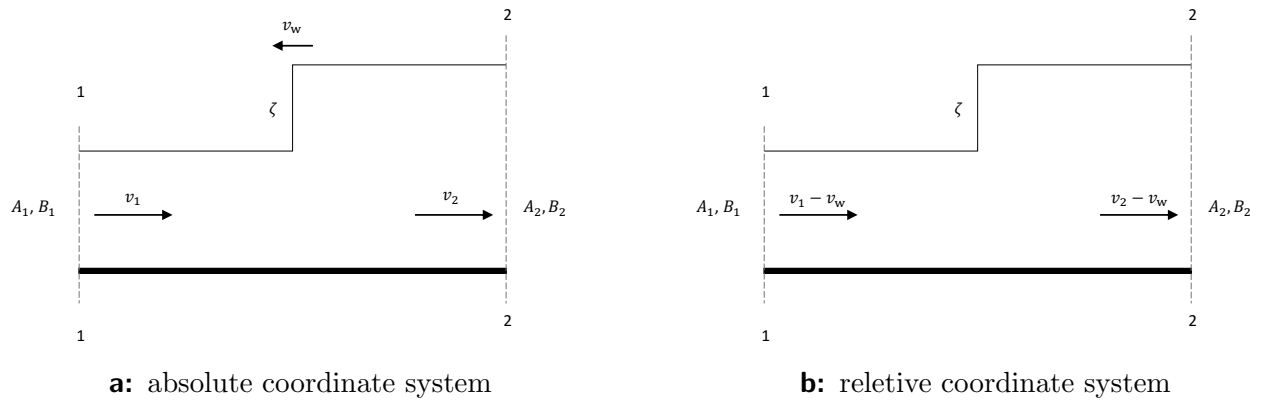 2
v_w
1
ζ
v_1
v_2
A_1, B_1
A_2, B_2
1
2
a: absolute coordinate system
2
1
ζ
v_1 − v_w
v_2 − v_w
A_1, B_1
A_2, B_2
1
2
b: reletive coordinate system